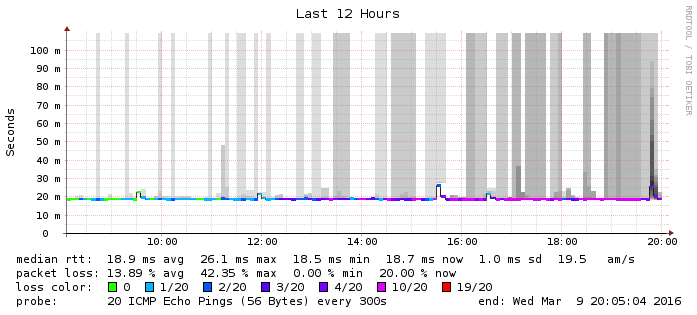 Last 12 Hours
RRDTOOL / TOBI OETIKER
Seconds
100 m
90 m
80 m
70 m
60 m
50 m
40 m
30 m
20 m
10 m
0
10:00 12:00 14:00 16:00 18:00 20:00
median rtt: 18.9 ms avg 26.1 ms max 18.5 ms min 18.7 ms now 1.0 ms sd 19.5 am/s
packet loss: 13.89 % avg 42.35 % max 0.00 % min 20.00 % now
loss color: 0 1/20 2/20 3/20 4/20 10/20 19/20
probe: 20 ICMP Echo Pings (56 Bytes) every 300s end: Wed Mar 9 20:05:04 2016